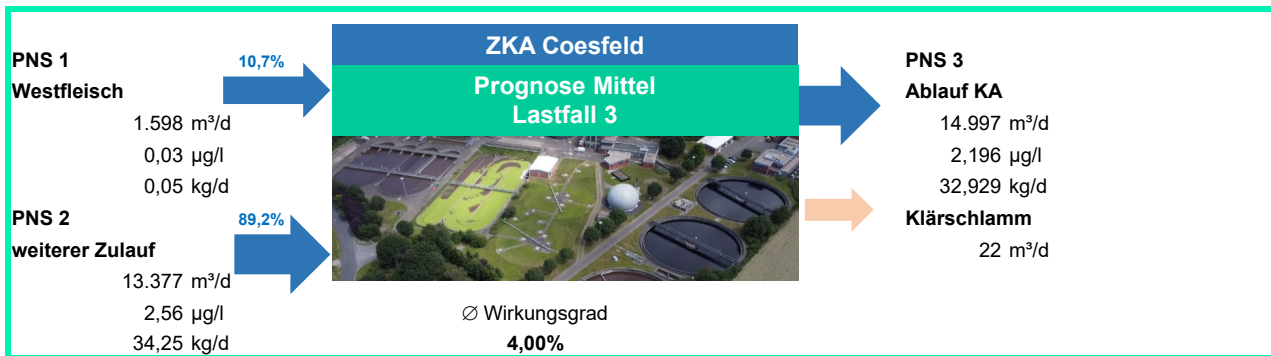 PNS 1
10,7%
Westfleisch
1.598 m³/d
0,03 µg/l
0,05 kg/d
PNS 2
89,2%
weiterer Zulauf
13.377 m³/d
2,56 µg/l
34,25 kg/d
ZKA Coesfeld
Prognose Mittel
Lastfall 3
∅ Wirkungsgrad
4,00%
PNS 3
Ablauf KA
14.997 m³/d
2,196 µg/l
32,929 kg/d
Klärschlamm
22 m³/d